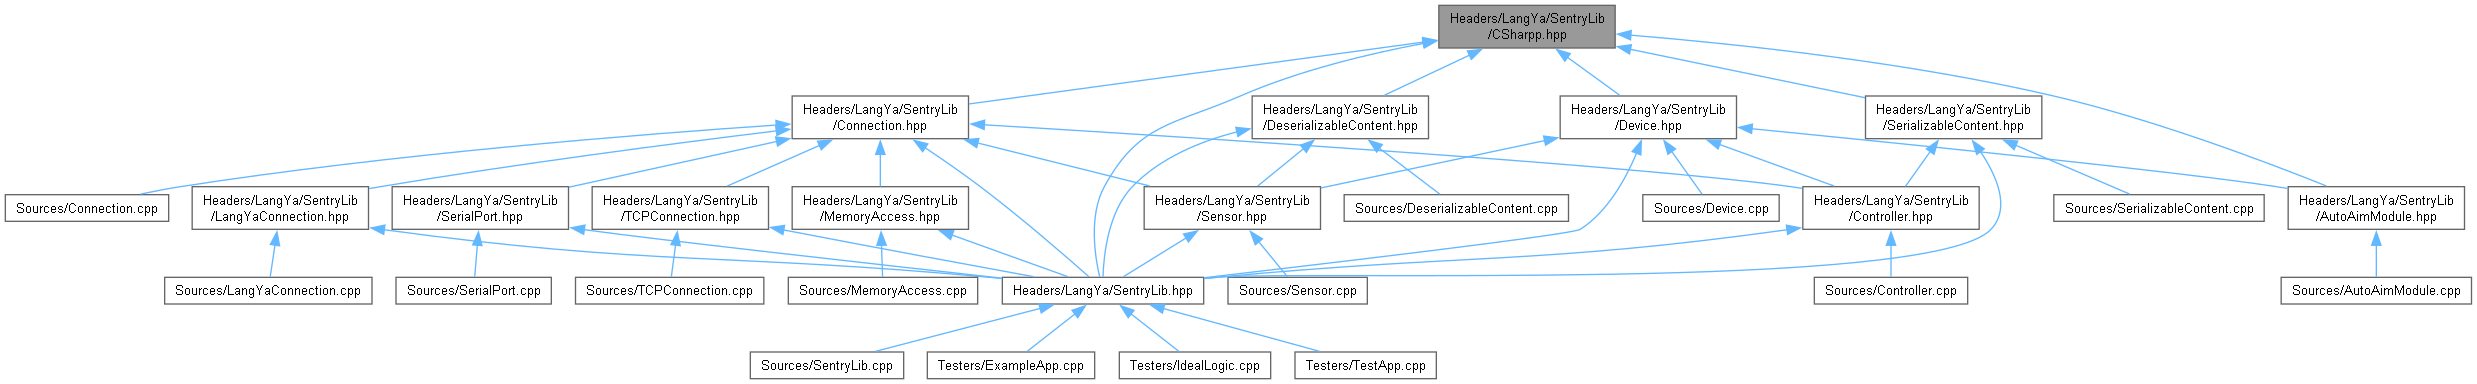 Headers/LangYa/SentryLib
/CSharpp.hpp
Headers/LangYa/SentryLib
/Connection.hpp
Headers/LangYa/SentryLib
/DeserializableContent.hpp
Headers/LangYa/SentryLib
/Device.hpp
Headers/LangYa/SentryLib
/SerializableContent.hpp
Sources/Connection.cpp
Headers/LangYa/SentryLib
/LangYaConnection.hpp
Headers/LangYa/SentryLib
/SerialPort.hpp
Headers/LangYa/SentryLib
/TCPConnection.hpp
Headers/LangYa/SentryLib
/MemoryAccess.hpp
Headers/LangYa/SentryLib
/Sensor.hpp
Sources/DeserializableContent.cpp
Sources/Device.cpp
Headers/LangYa/SentryLib
/Controller.hpp
Sources/SerializableContent.cpp
Headers/LangYa/SentryLib
/AutoAimModule.hpp
Sources/LangYaConnection.cpp
Sources/SerialPort.cpp
Sources/TCPConnection.cpp
Sources/MemoryAccess.cpp
Headers/LangYa/SentryLib.hpp
Sources/Sensor.cpp
Sources/Controller.cpp
Sources/AutoAimModule.cpp
Sources/SentryLib.cpp
Testers/ExampleApp.cpp
Testers/IdealLogic.cpp
Testers/TestApp.cpp